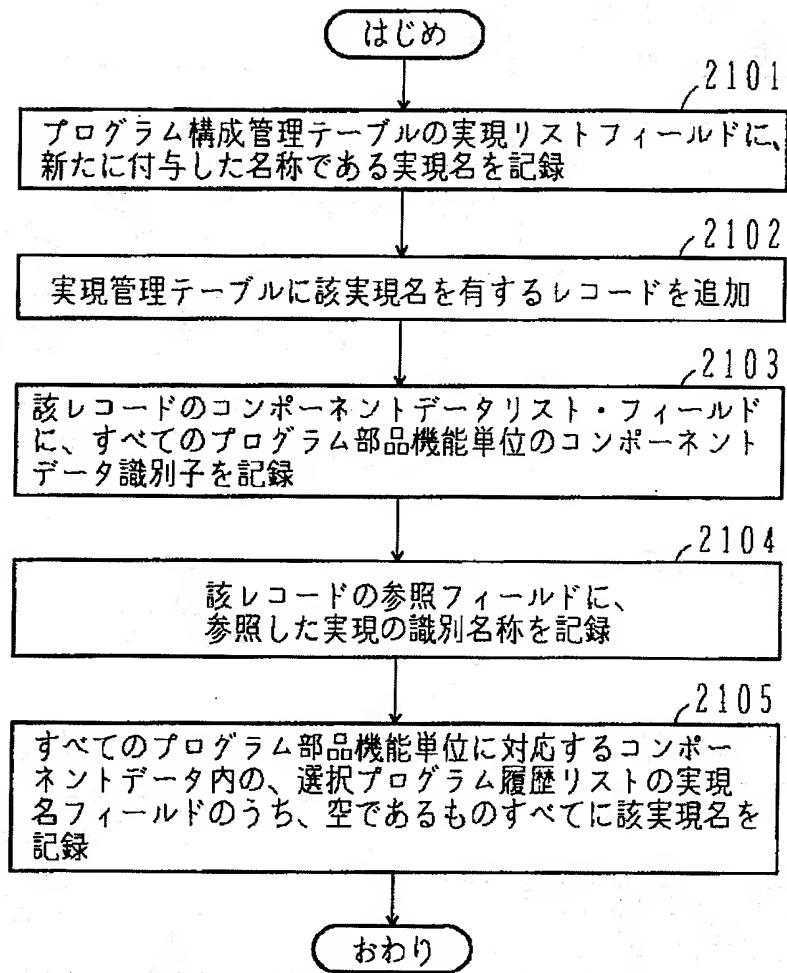 はじめ
2101
プログラム構成管理テーブルの実現リストフィールドに、
新たに付与した名称である実現名を記録
2102
実現管理テーブルに該実現名を有するレコードを追加
2103
該レコードのコンポーネントデータリスト・フィールド
に、すべてのプログラム部品機能単位のコンポーネント
データ識別子を記録
2104
該レコードの参照フィールドに、
参照した実現の識別名称を記録
2105
すべてのプログラム部品機能単位に対応するコンポー
ネントデータ内の、選択プログラム履歴リストの実現
名フィールドのうち、空であるものすべてに該実現名を
記録
おわり